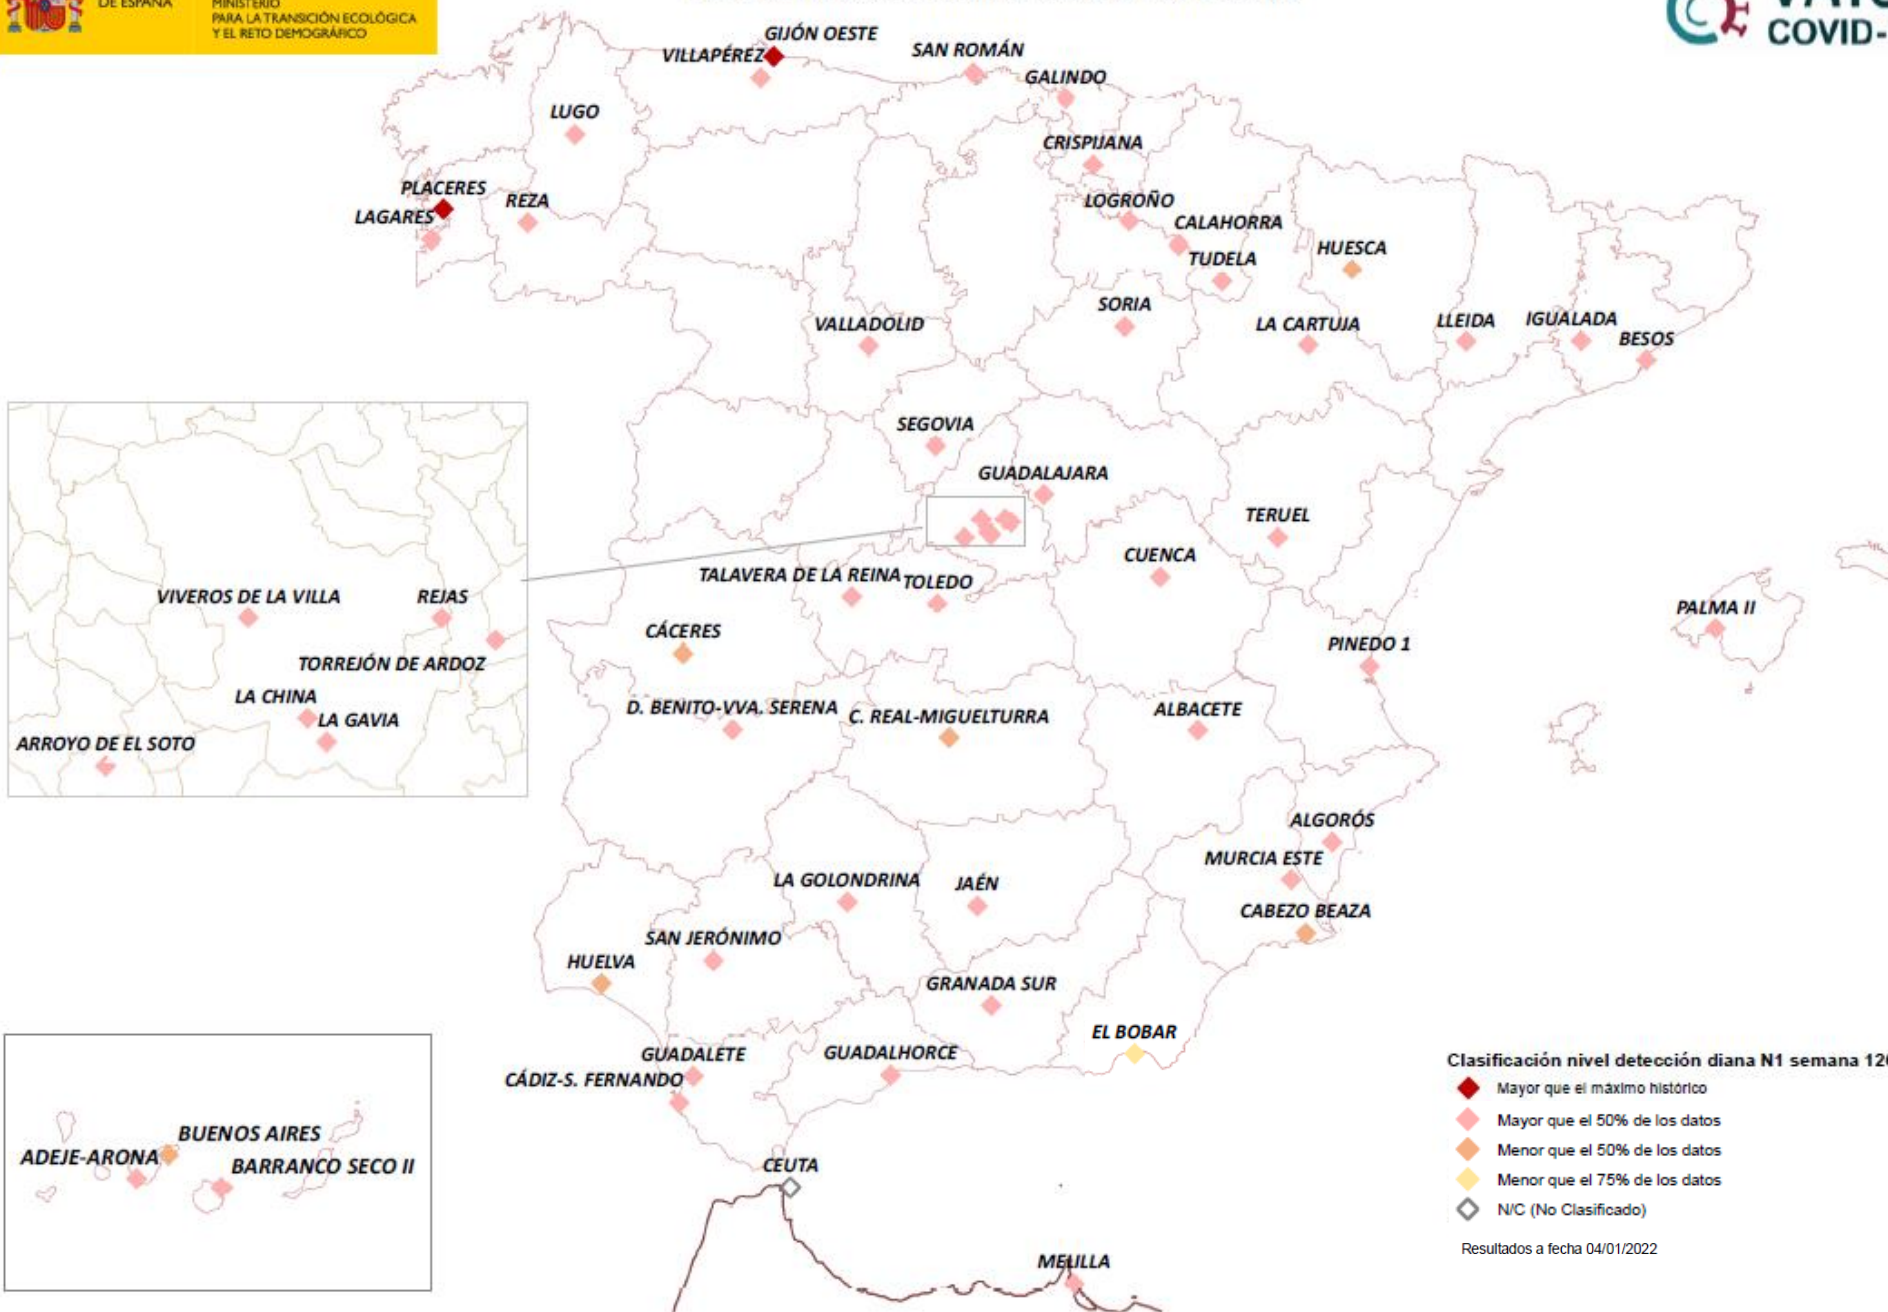 DE ESPAÑA
MINISTERIO
PARA LA TRANSICIÓN ECOLÓGICA
Y EL RETO DEMOGRÁFICO
COVID-
GIJÓN OESTE
VILLAPÉREZ
SAN ROMÁN
GALINDO
LUGO
CRISPIJANA
PLACERES
LAGARES
REZA
LOGROÑO
CALAHORRA
TUDELA
HUESCA
SORIA
VALLADOLID
LA CARTUJA
LLEIDA
IGUALADA
BESOS
SEGOVIA
GUADALAJARA
TERUEL
CUENCA
TALAVERA DE LA REINA
TOLEDO
VIVEROS DE LA VILLA
REJAS
TORREJÓN DE ARDOZ
LA CHINA
LA GAVIA
ARROYO DE EL SOTO
PALMA II
CÁCERES
PINEDO 1
D. BENITO-VVA. SERENA
C. REAL-MIGUELTURRA
ALBACETE
ALGORÓS
MURCIA ESTE
LA GOLONDRINA
JAÉN
CABEZO BEAZA
SAN JERÓNIMO
HUELVA
GRANADA SUR
EL BOBAR
GUADALETE
GUADALHORCE
CÁDIZ-S. FERNANDO
BUENOS AIRES
ADEJE-ARONA
BARRANCO SECO II
CEUTA
MELILLA
Clasificación nivel detección diana N1 semana
Mayor que el máximo histórico
Mayor que el 50% de los datos
Menor que el 50% de los datos
Menor que el 75% de los datos
N/C (No Clasificado)
Resultados a fecha 04/01/2022